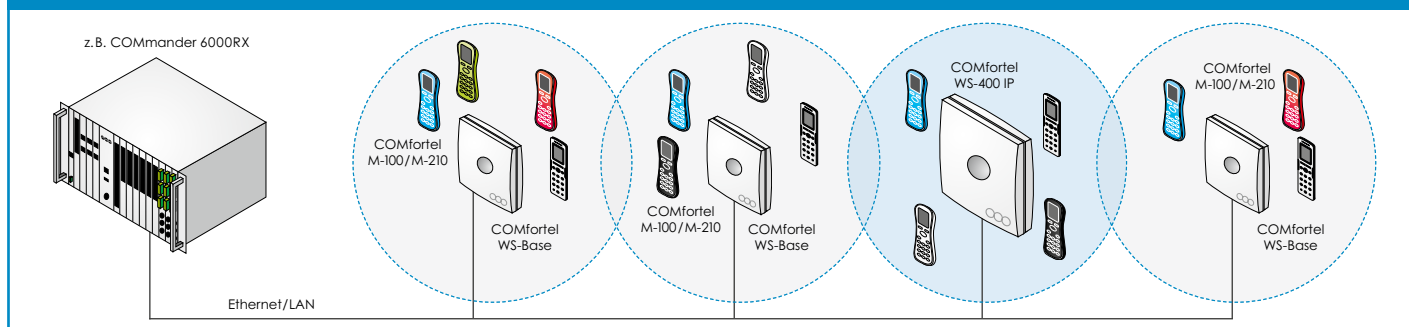 z.B. COMmander 6000RX
COMfortel
M-100/M-210
COMfortel
WS-Base
COMfortel
M-100/M-210
COMfortel
WS-Base
COMfortel
WS-400 IP
COMfortel
M-100/M-210
COMfortel
WS-Base
Ethernet/LAN